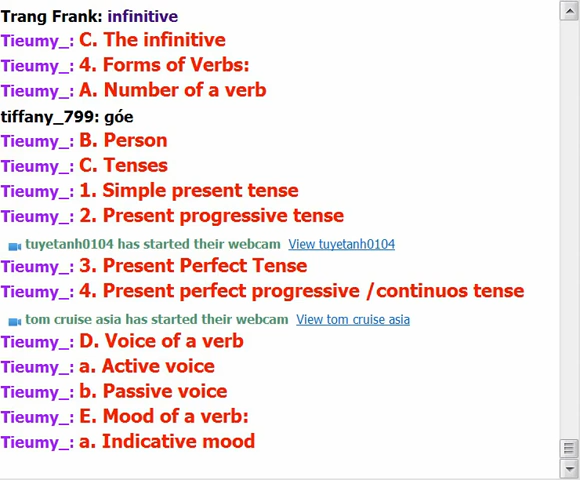 Trang Frank: infinitive
Tieumy_: C. The infinitive
Tieumy_: 4. Forms of Verbs:
Tieumy_: A. Number of a verb
tiffany_799: góe
Tieumy_: B. Person
Tieumy_: C. Tenses
Tieumy_: 1. Simple present tense
Tieumy_: 2. Present progressive tense
tuyetanh0104 has started their webcam View tuyetanh0104
Tieumy_: 3. Present Perfect Tense
Tieumy_: 4. Present perfect progressive /continuos tense
tom cruise asia has started their webcam View tom cruise asia
Tieumy_: D. Voice of a verb
Tieumy_: a. Active voice
Tieumy_: b. Passive voice
Tieumy_: E. Mood of a verb:
Tieumy_: a. Indicative mood